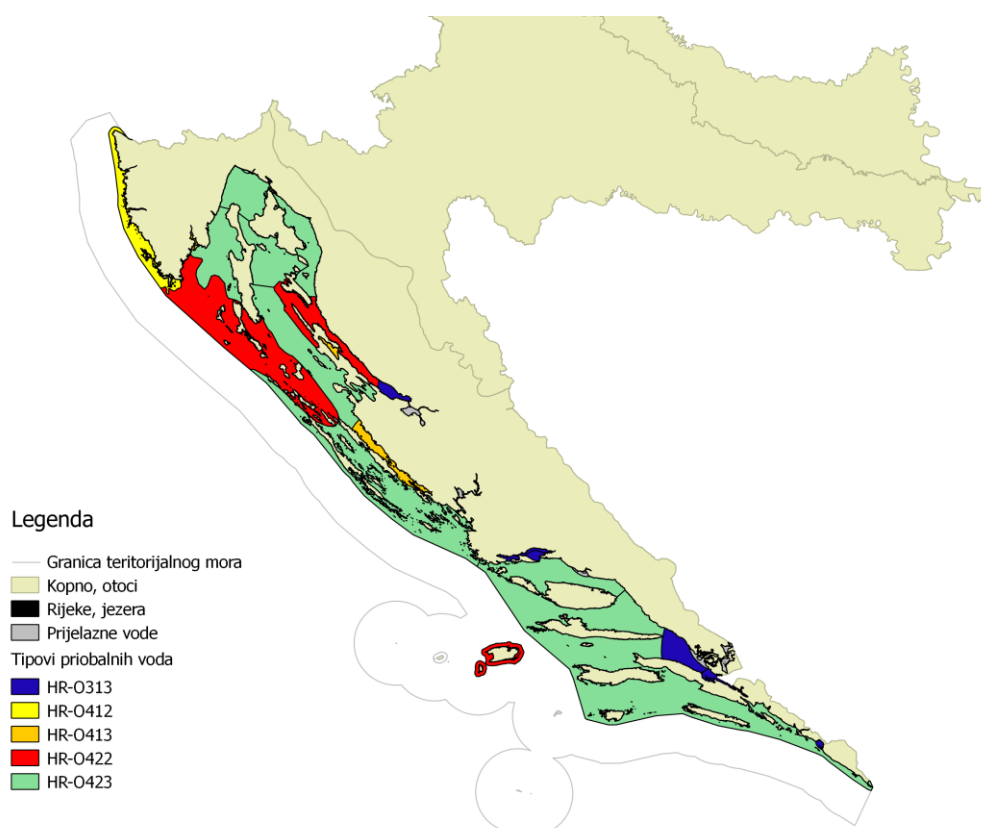 Legenda
Granica teritorijalnog mora
Kopno, otoci
Rijeke, jezera
Prijelazne vode
Tipovi priobalnih voda
HR-O313
HR-O412
HR-O413
HR-O422
HR-O423